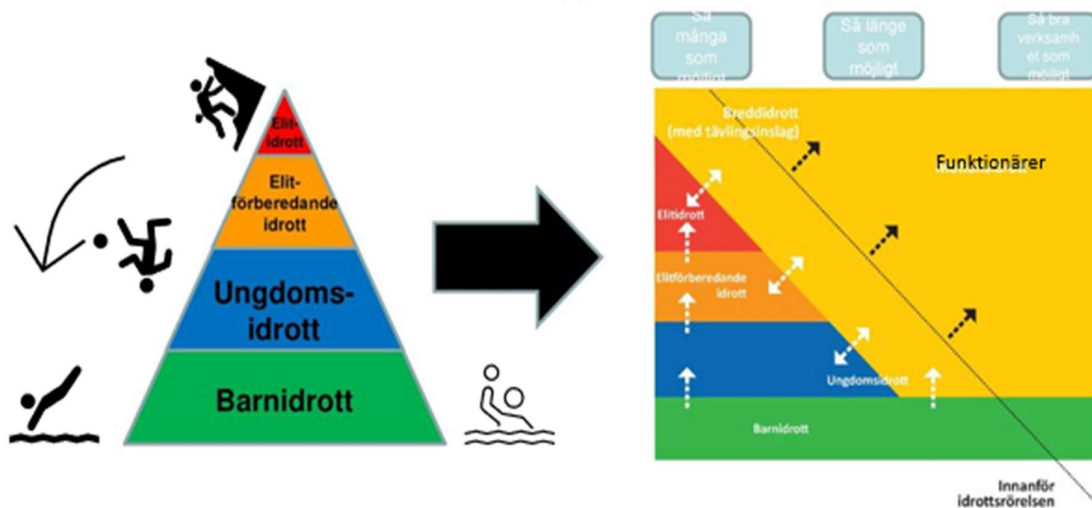 Elit-
idrott
Elit-
förberedande
idrott
Ungdoms-
idrott
Barnidrott
Så
många
som
möjligt
Så länge
som
möjligt
Så bra
verksamh
et som
möjligt
Breddidrott
(med tävlingsinslag)
Funktionärer
Elitidrott
Elitförberedande
idrott
Ungdomsidrott
Barnidrott
Innanför
idrottsrörelsen